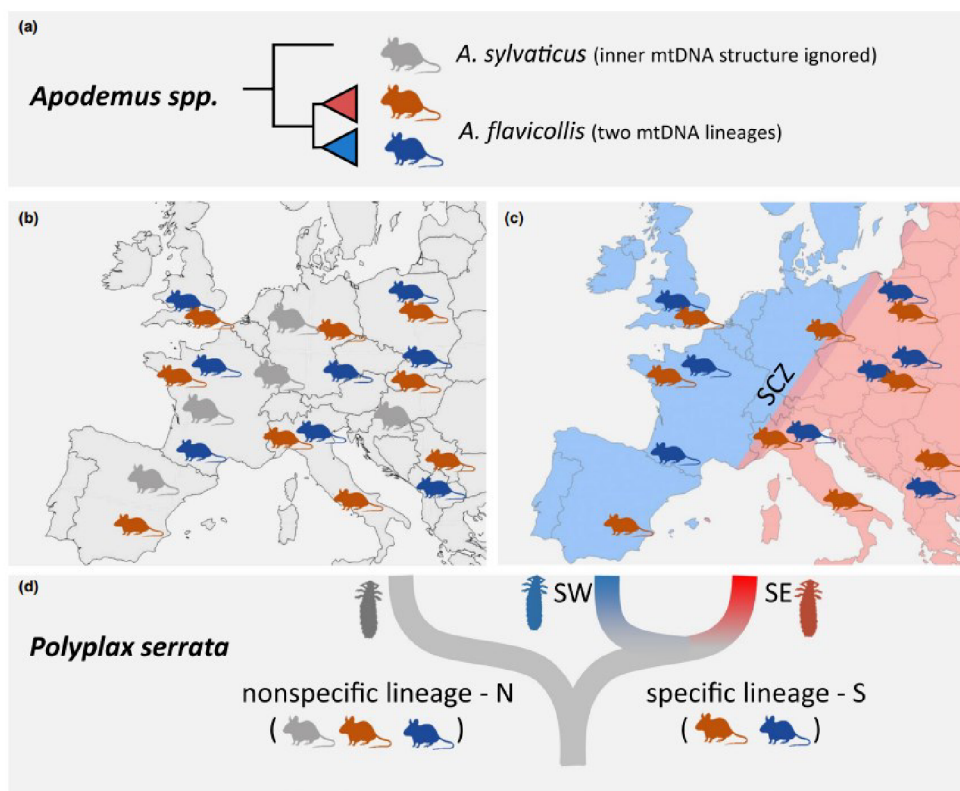 (a)
A. sylvaticus (inner mtDNA structure ignored)
Apodemus spp.
A. flavicollis (two mtDNA lineages)
(b)
(c)
SCZ
(d)
SW
SE
Polyplax serrata
nonspecific lineage - N
specific lineage - S
( )
( )